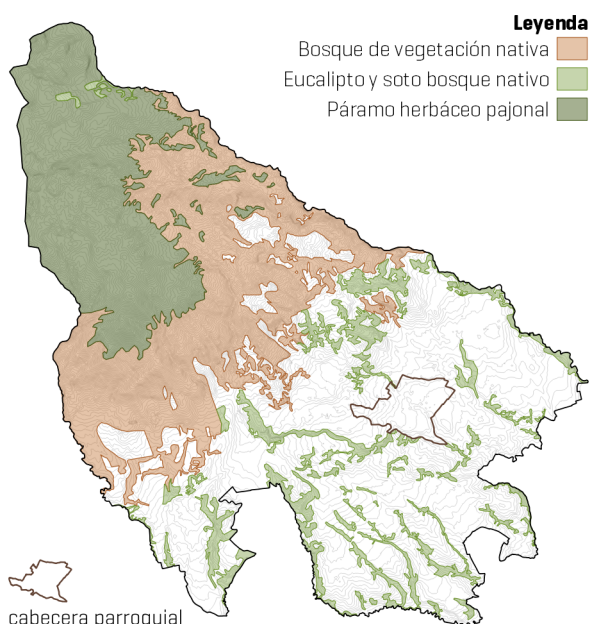 Leyenda
Bosque de vegetación nativa
Eucalipto y soto bosque nativo
Páramo herbáceo pajonal
cabecera parroquial